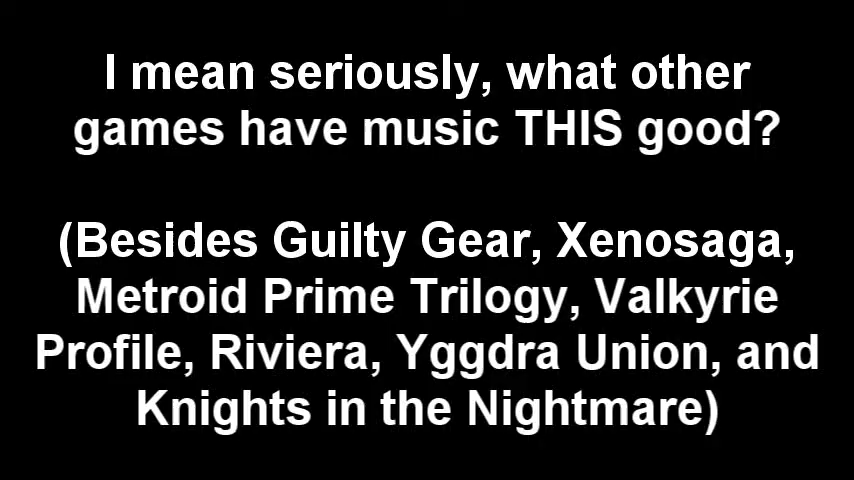 I mean seriously, what other
games have music THIS good?
(Besides Guilty Gear, Xenosaga,
Metroid Prime Trilogy, Valkyrie
Profile, Riviera, Yggdra Union, and
Knights in the Nightmare)